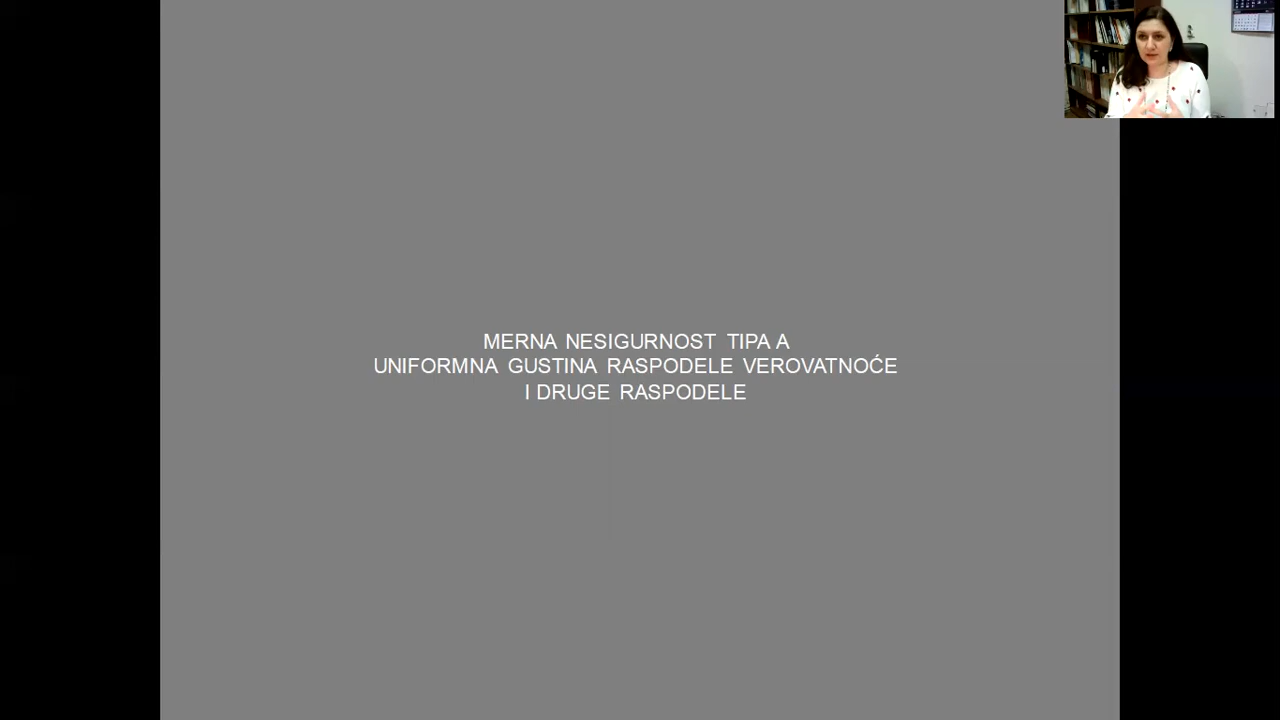 MERNA NESIGURNOST TIPA A
UNIFORMNA GUSTINA RASPODELE VEROVATNOĆE
I DRUGE RASPODELE